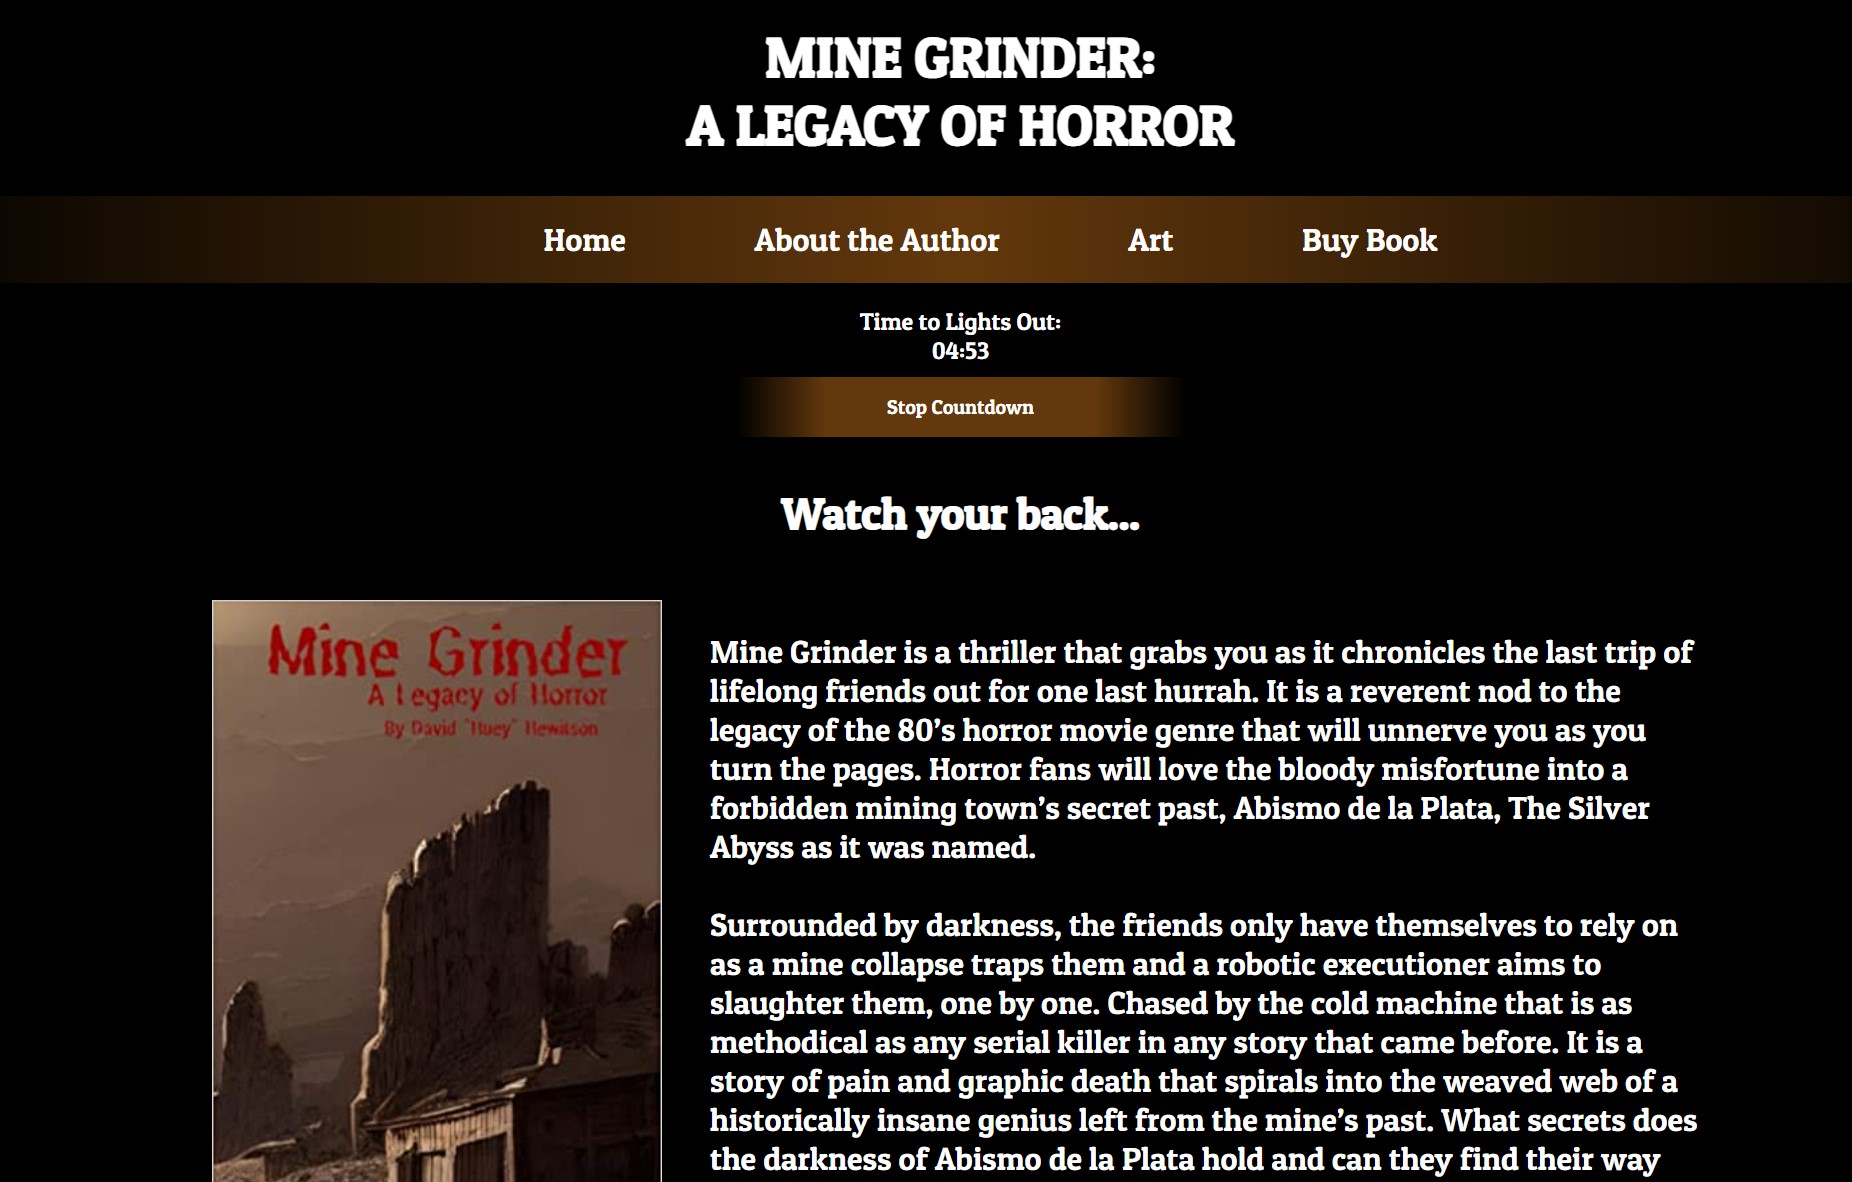 MINE GRINDER:
A LEGACY OF HORROR
Home
About the Author
Art
Buy Book
Time to Lights Out:
04:53
Stop Countdown
Watch your back...
Mine Grinder
A Legacy of Horror
By David "Huey" Hewitson
Mine Grinder is a thriller that grabs you as it chronicles the last trip of
lifelong friends out for one last hurrah. It is a reverent nod to the
legacy of the 80’s horror movie genre that will unnerve you as you
turn the pages. Horror fans will love the bloody misfortune into a
forbidden mining town’s secret past, Abismo de la Plata, The Silver
Abyss as it was named.
Surrounded by darkness, the friends only have themselves to rely on
as a mine collapse traps them and a robotic executioner aims to
slaughter them, one by one. Chased by the cold machine that is as
methodical as any serial killer in any story that came before. It is a
story of pain and graphic death that spirals into the weaved web of a
historically insane genius left from the mine’s past. What secrets does
the darkness of Abismo de la Plata hold and can they find their way